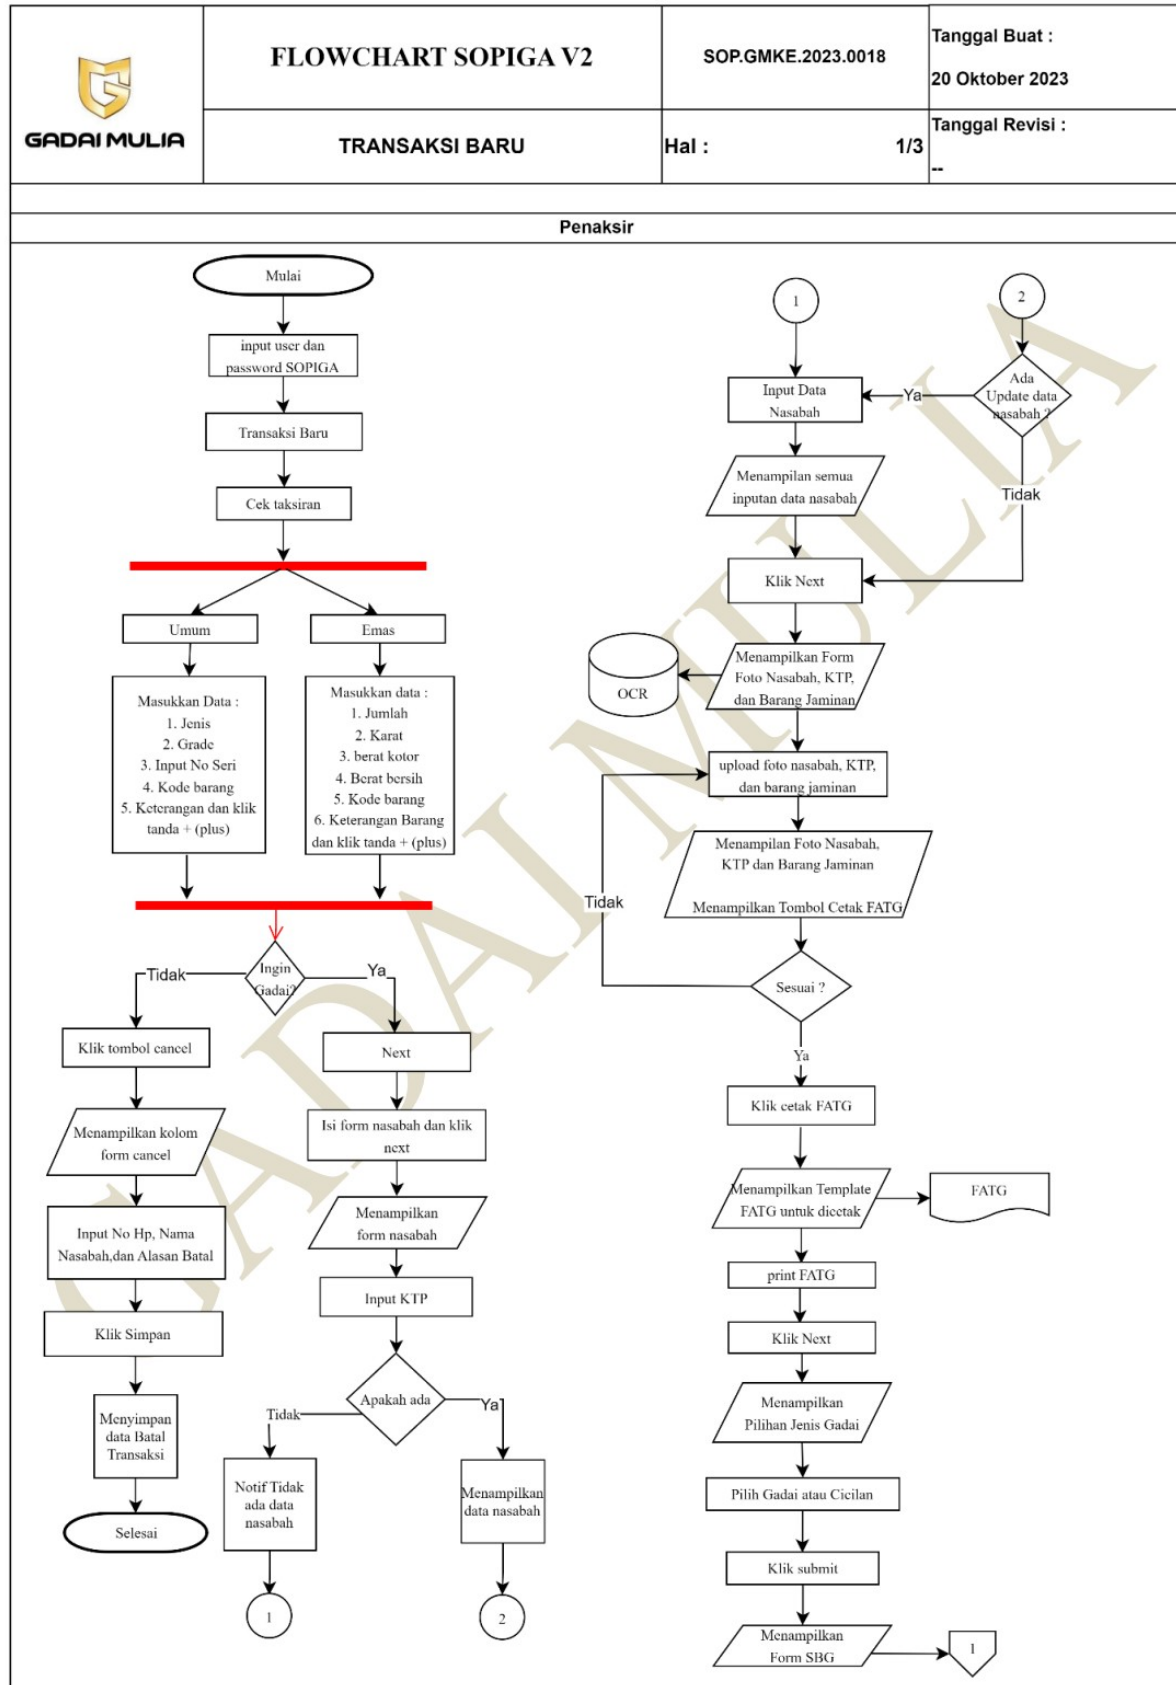 GADAI MULIA
FLOWCHART SOPIGA V2
TRANSAKSI BARU
SOP.GMKE.2023.0018
Hal : 1/3
Tanggal Buat :
20 Oktober 2023
Tanggal Revisi :
--
Penaksir
Mulai
input user dan
password SOPIGA
Transaksi Baru
Cek taksiran
Umum
Emas
Masukkan Data :
1. Jenis
2. Grade
3. Input No Seri
4. Kode barang
5. Keterangan dan klik
tanda + (plus)
Masukkan data :
1. Jumlah
2. Karat
3. berat kotor
4. Berat bersih
5. Kode barang
6. Keterangan Barang
dan klik tanda + (plus)
Ingin
Gadai?
Tidak
Ya
Klik tombol cancel
Menampilkan kolom
form cancel
Input No Hp, Nama
Nasabah,dan Alasan Batal
Klik Simpan
Menyimpan
data Batal
Transaksi
Selesai
Next
Isi form nasabah dan klik
next
Menampilkan
form nasabah
Input KTP
Apakah ada
Tidak
Ya
Notif Tidak
ada data
nasabah
1
Menampilkan
data nasabah
2
1
2
Input Data
Nasabah
Ya
Ada
Update data
nasabah ?
Tidak
Menampilan semua
inputan data nasabah
Klik Next
Menampilkan Form
Foto Nasabah, KTP,
dan Barang Jaminan
OCR
upload foto nasabah, KTP,
dan barang jaminan
Menampilan Foto Nasabah,
KTP dan Barang Jaminan
Menampilkan Tombol Cetak FATG
Tidak
Sesuai ?
Ya
Klik cetak FATG
Menampilkan Template
FATG untuk dicetak
FATG
print FATG
Klik Next
Menampilkan
Pilihan Jenis Gadai
Pilih Gadai atau Cicilan
Klik submit
Menampilkan
Form SBG
1
GADAI MULIA